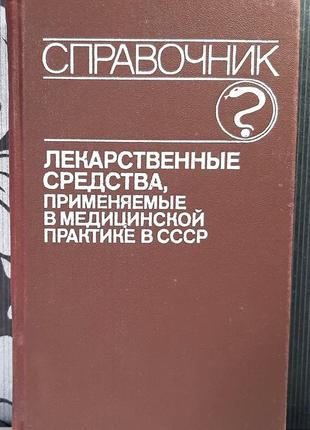 СПРАВОЧНИК
ЛЕКАРСТВЕННЫЕ
СРЕДСТВА,
ПРИМЕНЯЕМЫЕ
В МЕДИЦИНСКОЙ
ПРАКТИКЕ В СССР